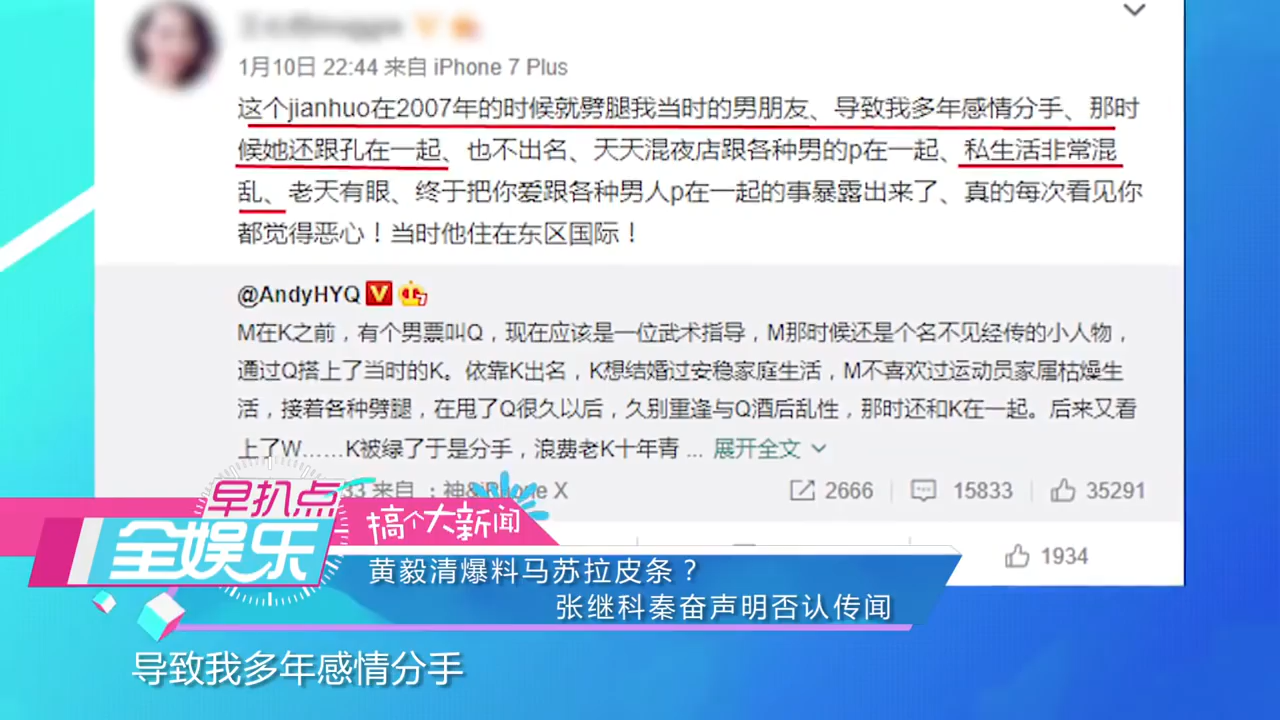 1月10日 22:44 来自 iPhone 7 Plus
这个jianhuo在2007年的时候就劈腿我当时的男朋友、导致我多年感情分手、那时
候她还跟孔在一起、也不出名、天天混夜店跟各种男的p在一起、私生活非常混
乱、老天有眼、终于把你爱跟各种男人p在一起的事暴露出来了、真的每次看见你
都觉得恶心！当时他住在东区国际！
@AndyHYQ
M在K之前，有个男票叫Q，现在应该是一位武术指导，M那时候还是个名不见经传的小人物，
通过Q搭上了当时的K。依靠K出名，K想结婚过安稳家庭生活，M不喜欢过运动员家属枯燥生
活，接着各种劈腿，在甩了Q很久以后，久别重逢与Q酒后乱性，那时还和K在一起。后来又看
上了W……K被绿了于是分手，浪费老K十年青 ... 展开全文
33 来自 2666 15833 35291
1934
早扒点
全娱乐
搞个大新闻
黄毅清爆料马苏拉皮条？
张继科秦奋声明否认传闻
导致我多年感情分手